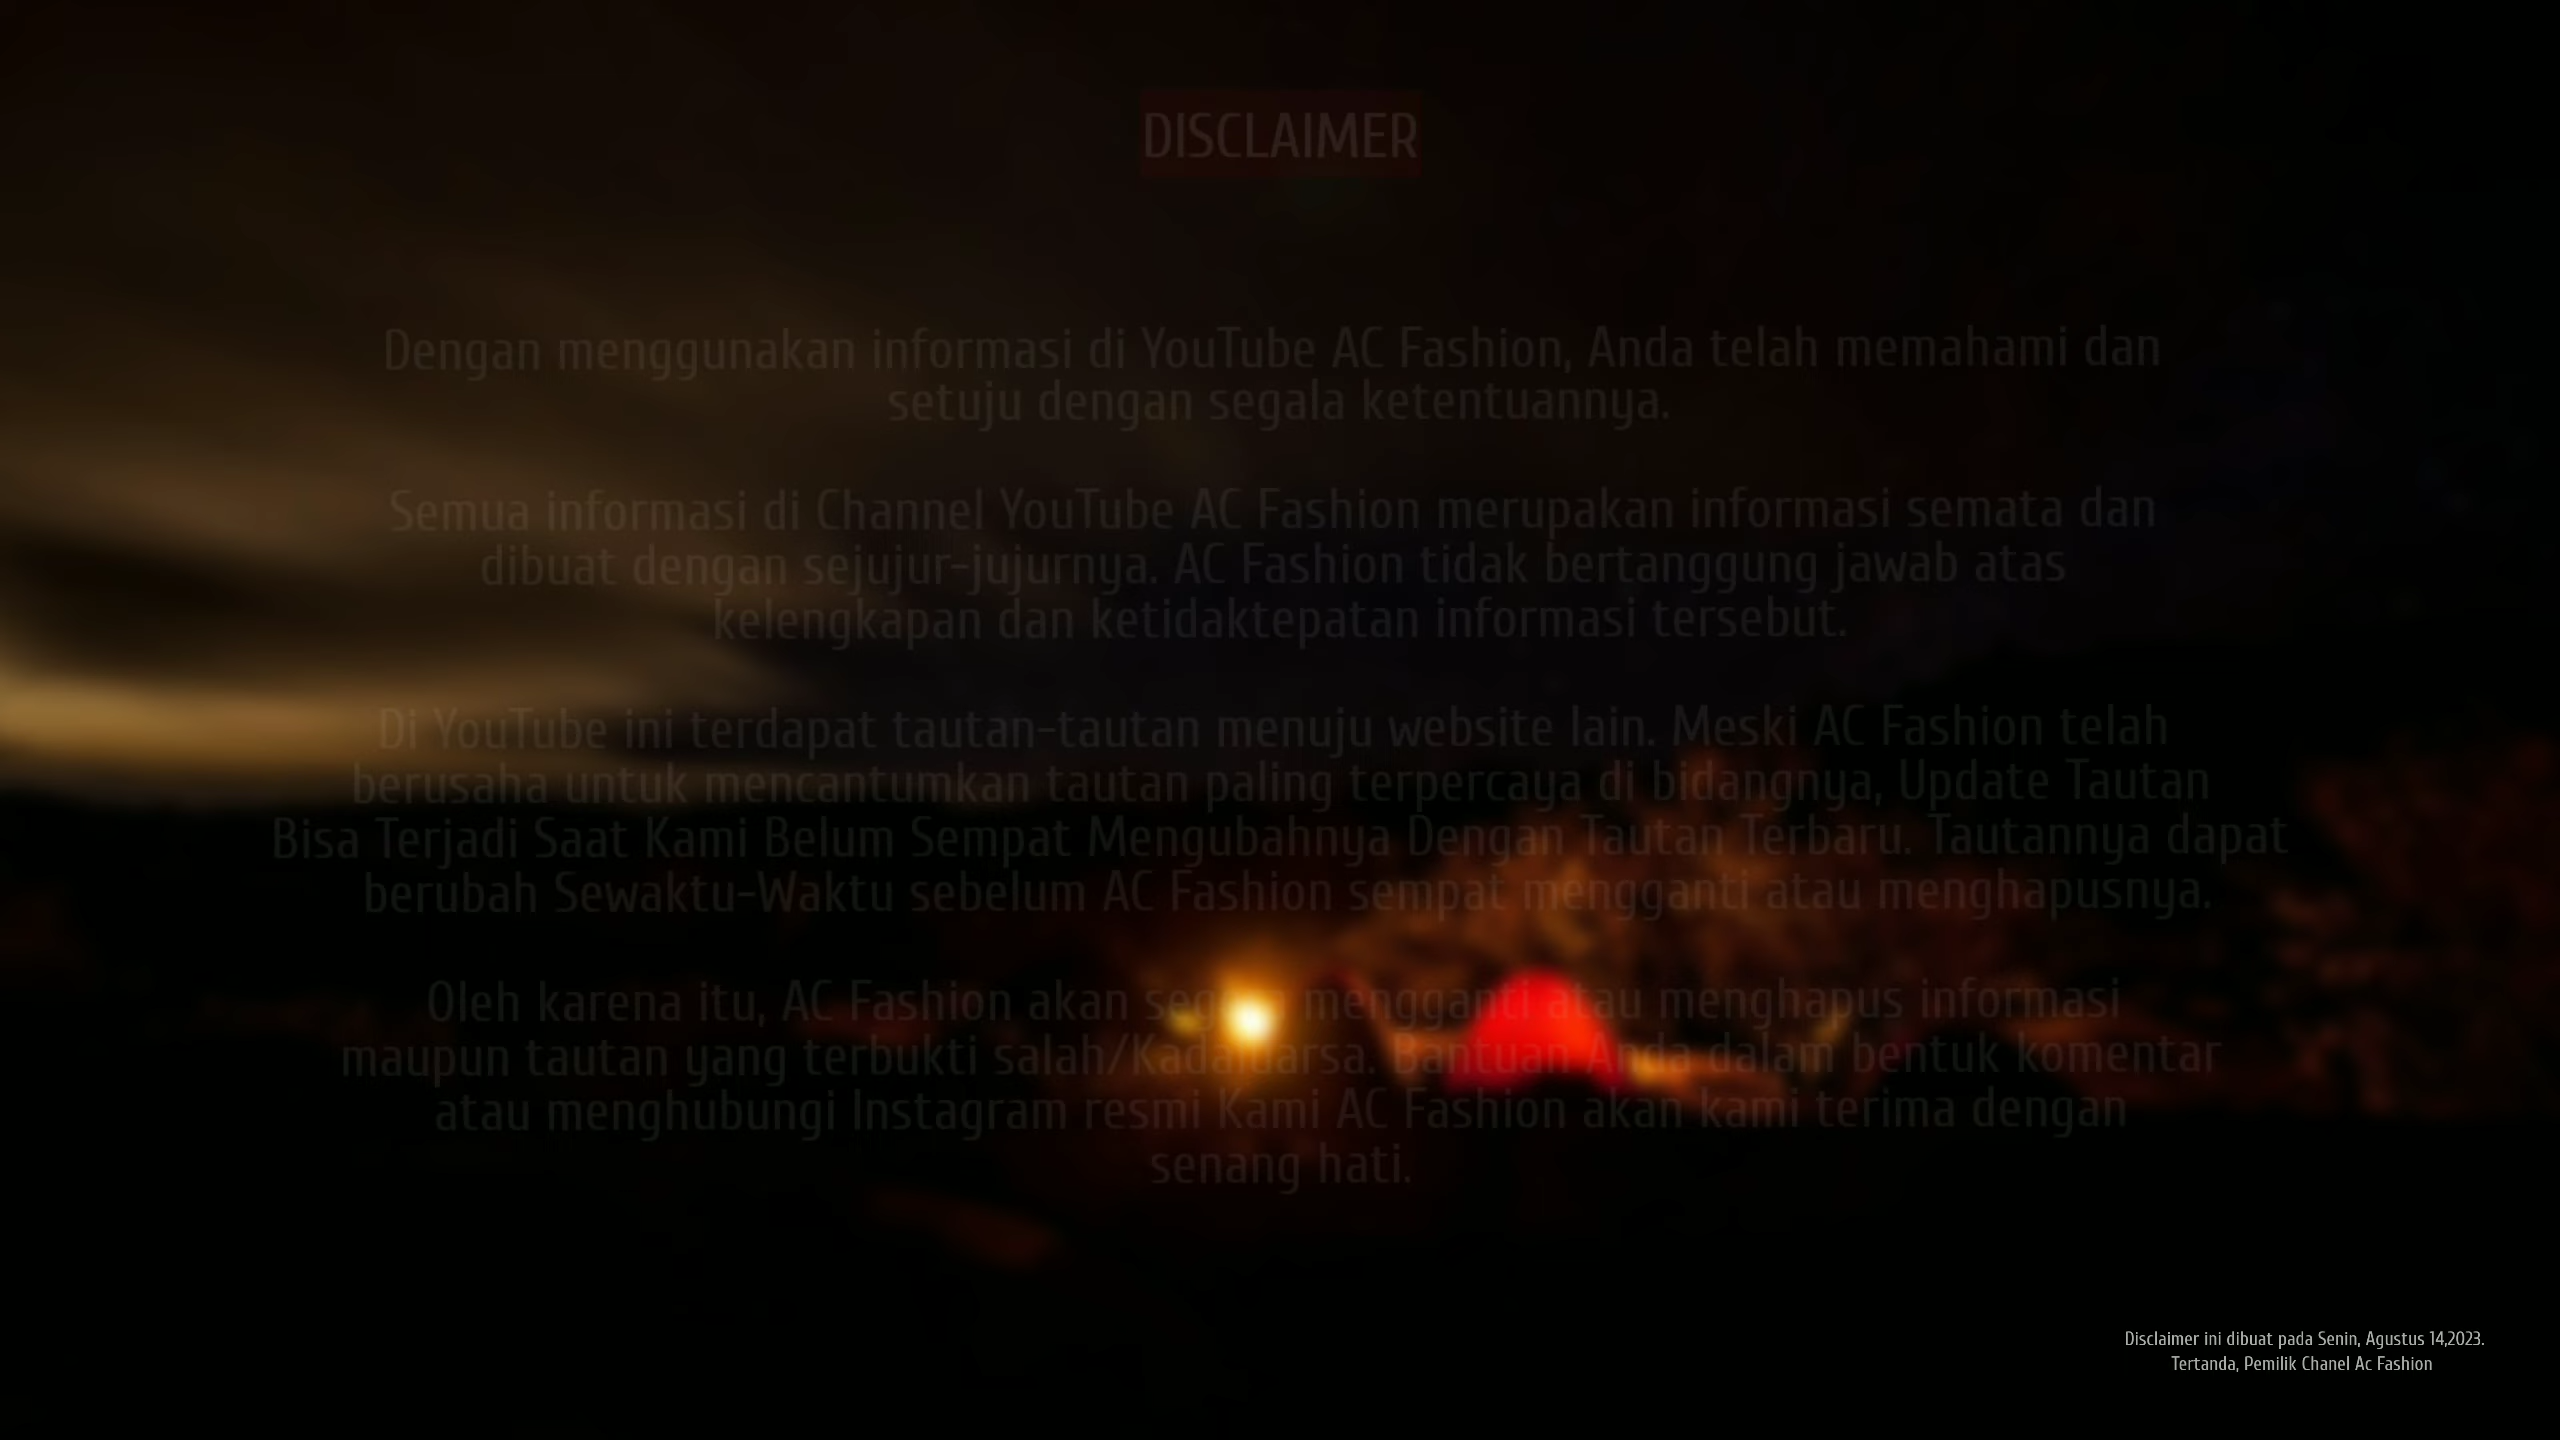 DISCLAIMER
Dengan menggunakan informasi di YouTube AC Fashion, Anda telah memahami dan
setuju dengan segala ketentuannya.
Semua informasi di Channel YouTube AC Fashion merupakan informasi semata dan
dibuat dengan sejujur-jujurnya. AC Fashion tidak bertanggung jawab atas
kelengkapan dan ketidaktepatan informasi tersebut.
Di YouTube ini terdapat tautan-tautan menuju website lain. Meski AC Fashion telah
berusaha untuk mencantumkan tautan paling terpercaya di bidangnya, Update Tautan
Bisa Terjadi Saat Kami Belum Sempat Mengubahnya Dengan Tautan Terbaru. Tautannya dapat
berubah Sewaktu-Waktu sebelum AC Fashion sempat mengganti atau menghapusnya.
Oleh karena itu, AC Fashion akan segera mengganti atau menghapus informasi
maupun tautan yang terbukti salah/Kadaluarsa. Bantuan Anda dalam bentuk komentar
atau menghubungi Instagram resmi Kami AC Fashion akan kami terima dengan
senang hati.
Disclaimer ini dibuat pada Senin, Agustus 14,2023.
Tertanda, Pemilik Chanel Ac Fashion